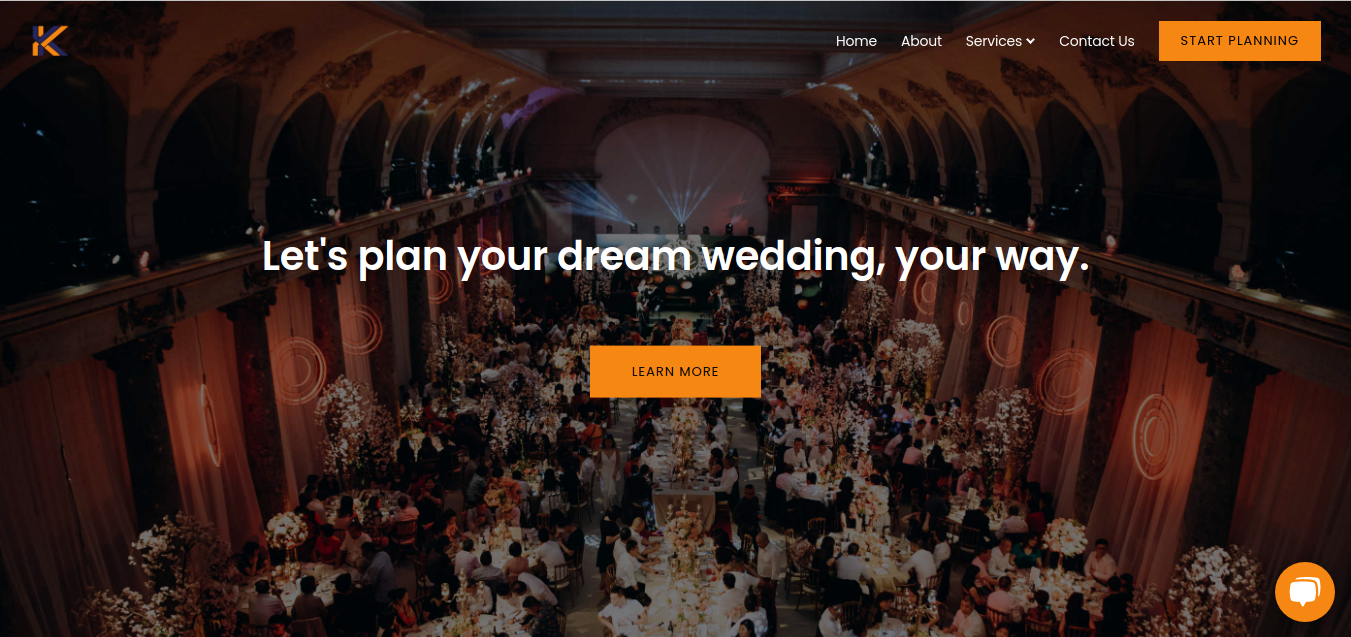 K
Home About Services Contact Us START PLANNING
Let's plan your dream wedding, your way.
LEARN MORE